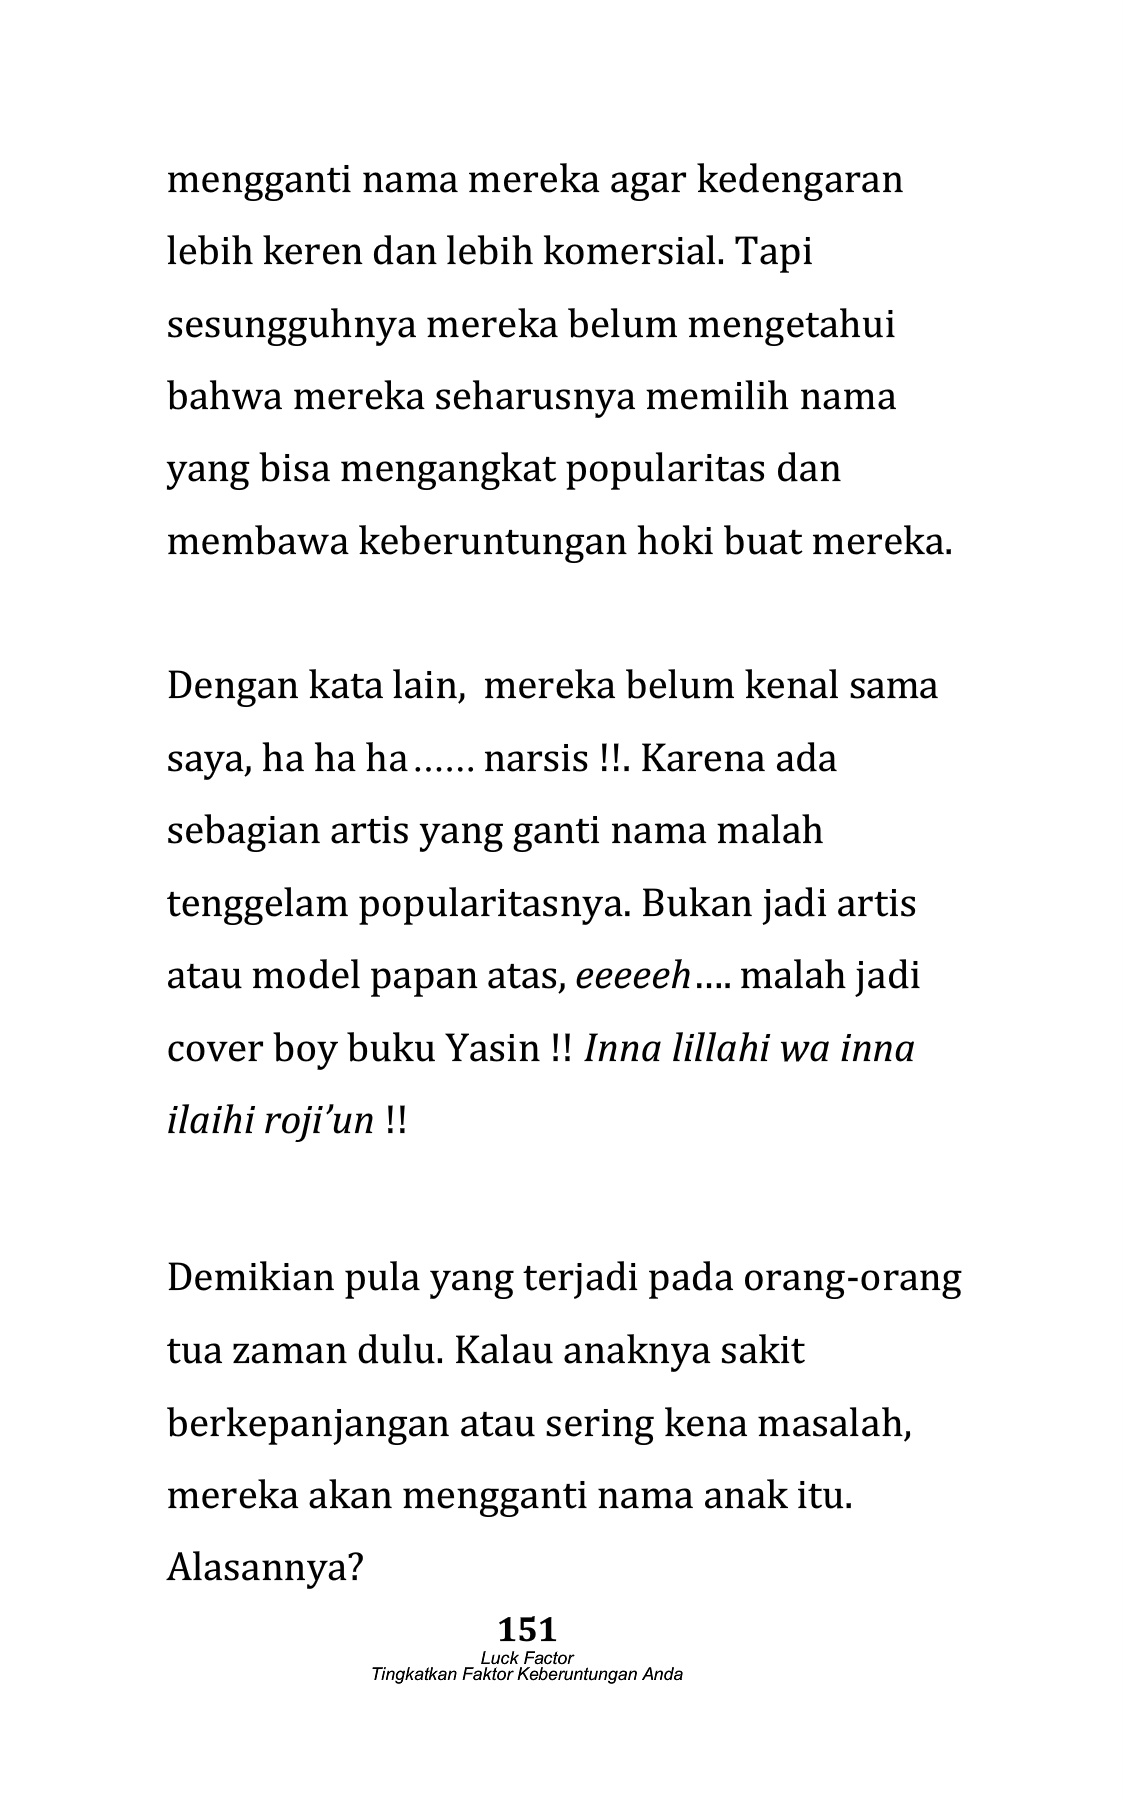 mengganti nama mereka agar kedengaran
lebih keren dan lebih komersial. Tapi
sesungguhnya mereka belum mengetahui
bahwa mereka seharusnya memilih nama
yang bisa mengangkat popularitas dan
membawa keberuntungan hoki buat mereka.
Dengan kata lain,  mereka belum kenal sama
saya, ha ha ha...... narsis !!. Karena ada
sebagian artis yang ganti nama malah
tenggelam popularitasnya. Bukan jadi artis
atau model papan atas, eeeeeh.... malah jadi
cover boy buku Yasin !! Inna lillahi wa inna
ilaihi roji’un !!
Demikian pula yang terjadi pada orang-orang
tua zaman dulu. Kalau anaknya sakit
berkepanjangan atau sering kena masalah,
mereka akan mengganti nama anak itu.
Alasannya?
151
Luck Factor
Tingkatkan Faktor Keberuntungan Anda